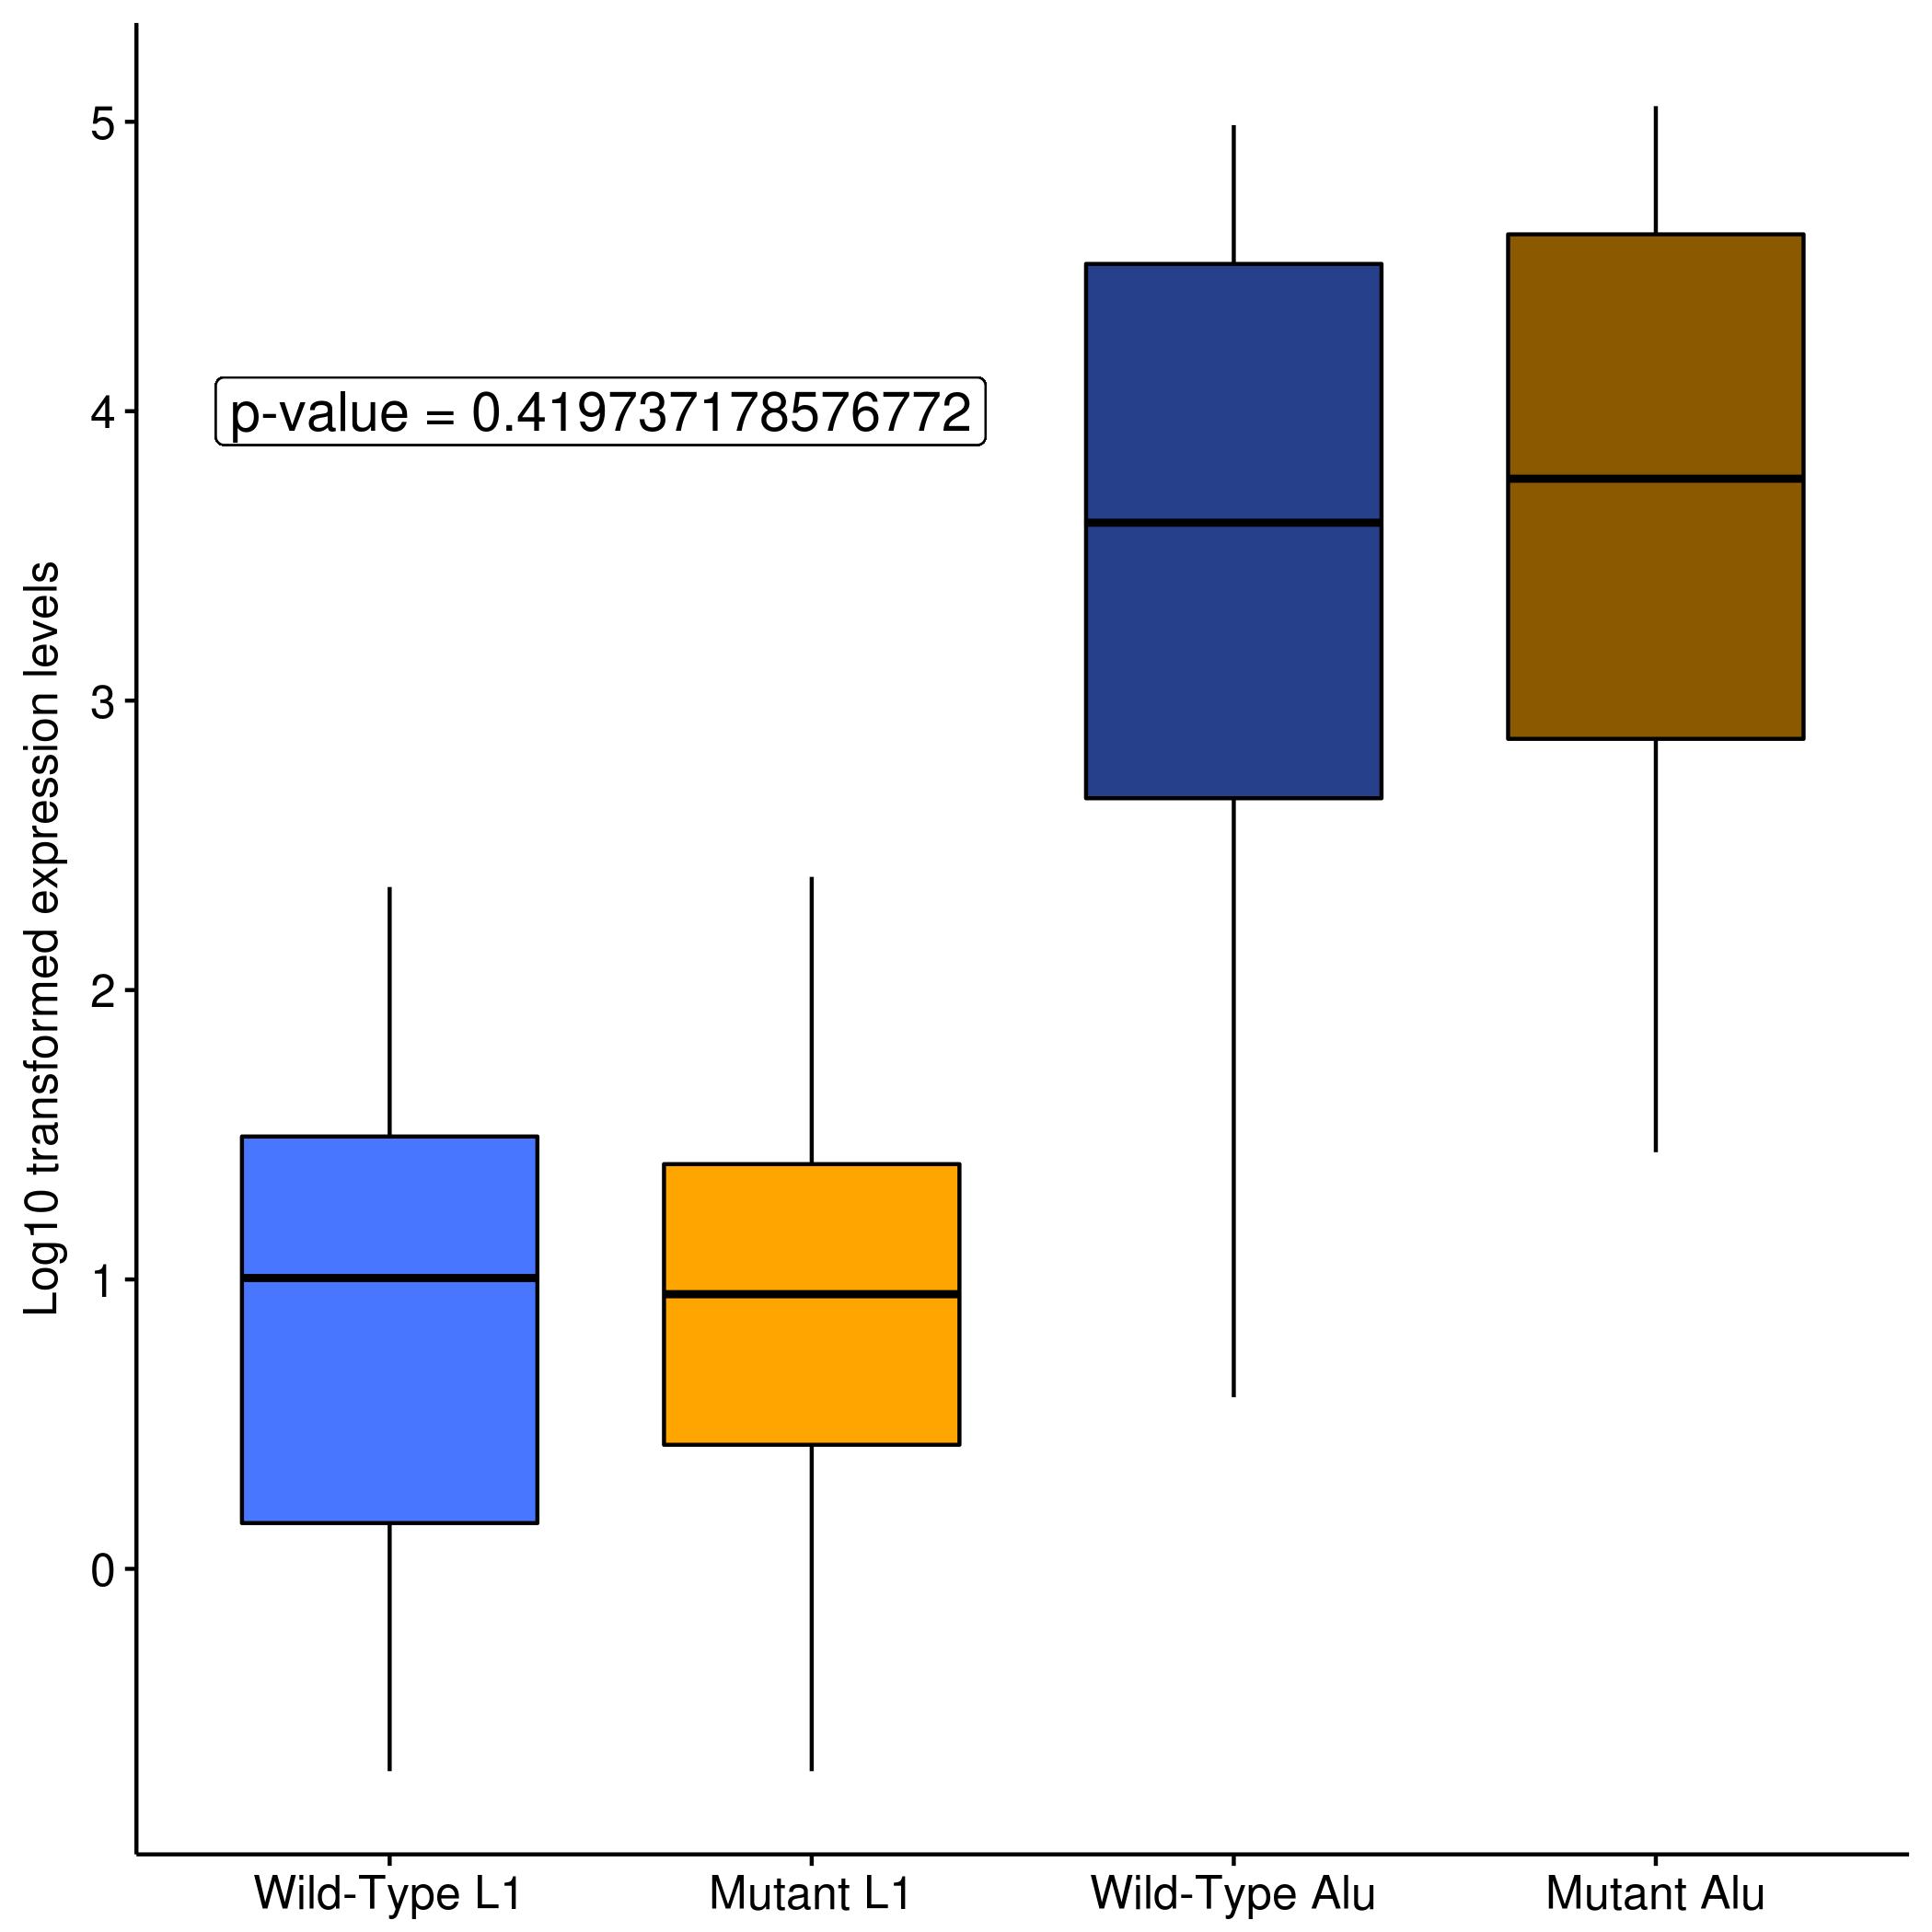 Log10 transformed expression levels
5
4
3
2
1
0
p-value = 0.419737178576772
Wild-Type L1
Mutant L1
Wild-Type Alu
Mutant Alu